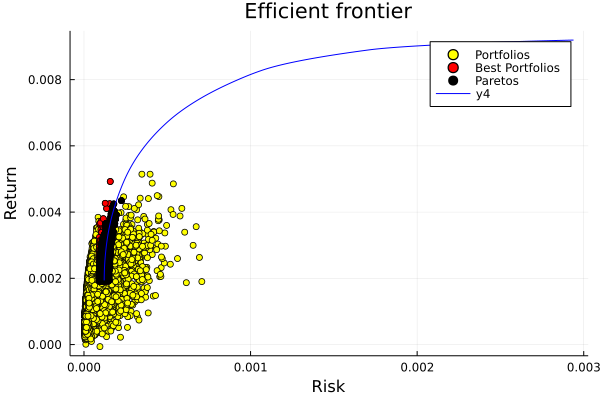 Efficient frontier
Portfolios
Best Portfolios
Paretos
y4
Return
0.008
0.006
0.004
0.002
0.000
0.000 0.001 0.002 0.003
Risk